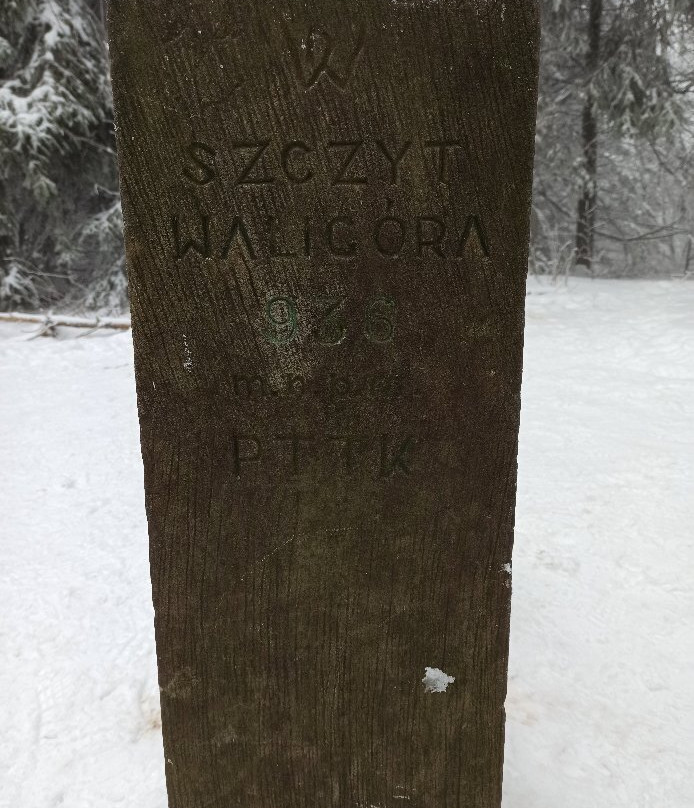 SZCZYT
WALIGÓRA
936
m.n.p.m.
PTTK